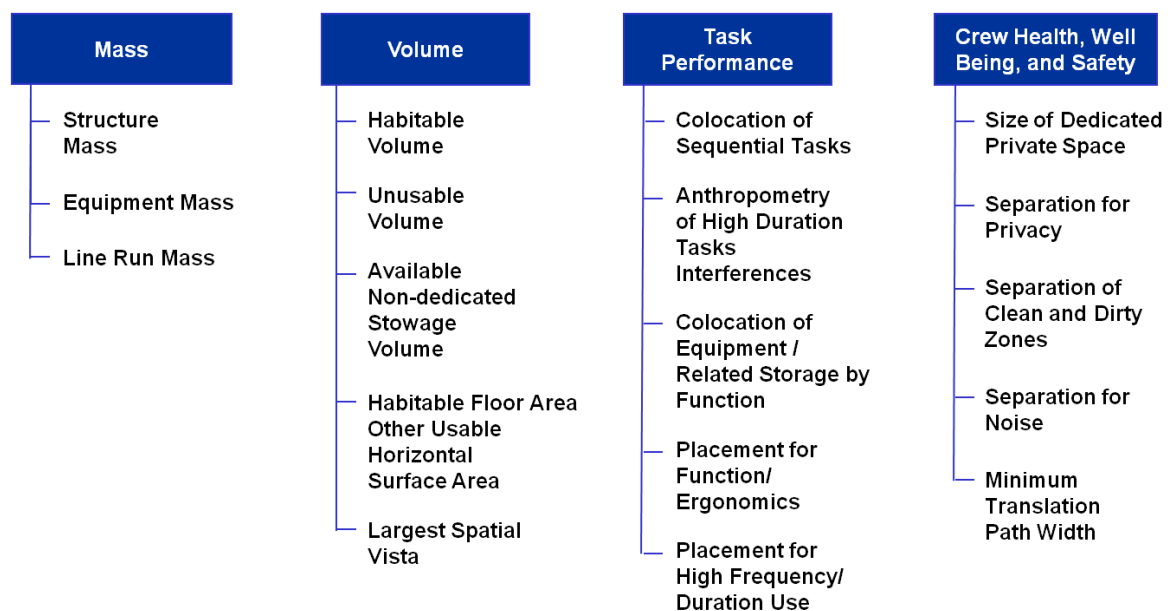 Mass
Structure
Mass
Equipment Mass
Line Run Mass
Volume
Habitable
Volume
Unusable
Volume
Available
Non-dedicated
Stowage
Volume
Habitable Floor Area
Other Usable
Horizontal
Surface Area
Largest Spatial
Vista
Task
Performance
Colocation of
Sequential Tasks
Anthropometry
of High Duration
Tasks
Interferences
Colocation of
Equipment /
Related Storage by
Function
Placement for
Function/
Ergonomics
Placement for
High Frequency/
Duration Use
Crew Health, Well
Being, and Safety
Size of Dedicated
Private Space
Separation for
Privacy
Separation of
Clean and Dirty
Zones
Separation for
Noise
Minimum
Translation
Path Width